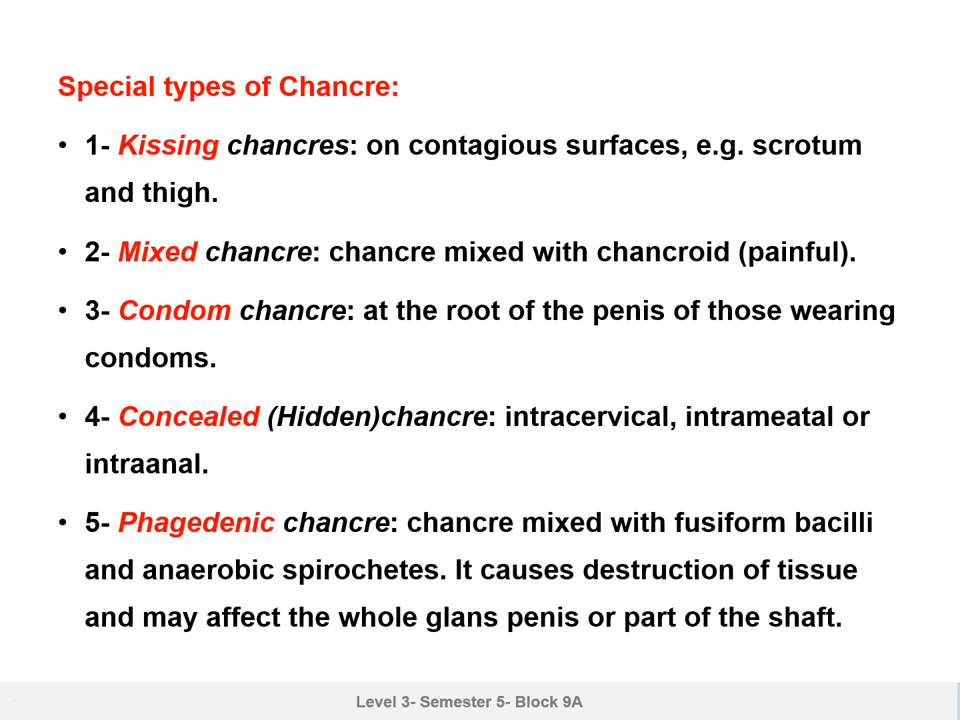 Special types of Chancre:
• 1- Kissing chancres: on contagious surfaces, e.g. scrotum
and thigh.
• 2- Mixed chancre: chancre mixed with chancroid (painful).
• 3- Condom chancre: at the root of the penis of those wearing
condoms.
• 4- Concealed (Hidden)chancre: intracervical, intrameatal or
intraanal.
• 5- Phagedenic chancre: chancre mixed with fusiform bacilli
and anaerobic spirochetes. It causes destruction of tissue
and may affect the whole glans penis or part of the shaft.
Level 3- Semester 5- Block 9A